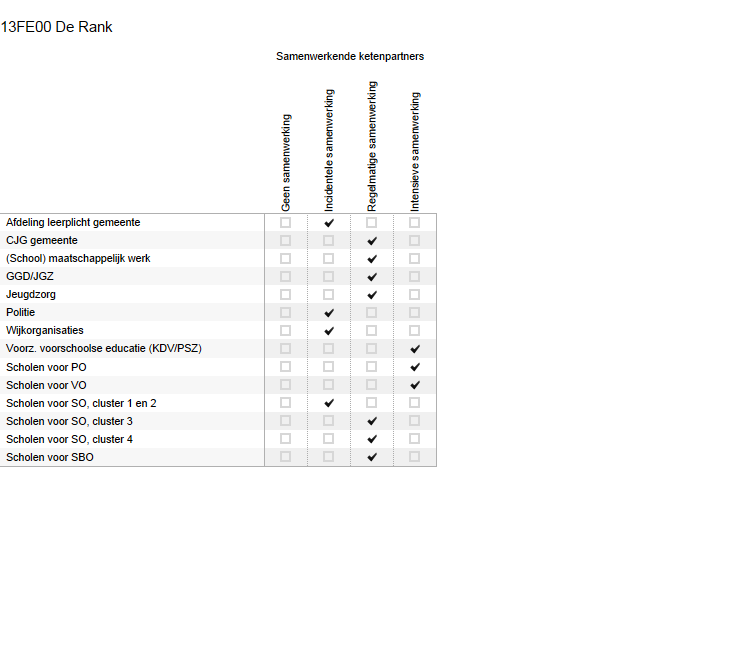 13FE00 De Rank
Samenwerkende ketenpartners
Geen samenwerking
Incidentele samenwerking
Regelmatige samenwerking
Intensieve samenwerking
Afdeling leerplicht gemeente
CJG gemeente
(School) maatschappelijk werk
GGD/JGZ
Jeugdzorg
Politie
Wijkorganisaties
Voorz. voorschoolse educatie (KDV/PSZ)
Scholen voor PO
Scholen voor VO
Scholen voor SO, cluster 1 en 2
Scholen voor SO, cluster 3
Scholen voor SO, cluster 4
Scholen voor SBO